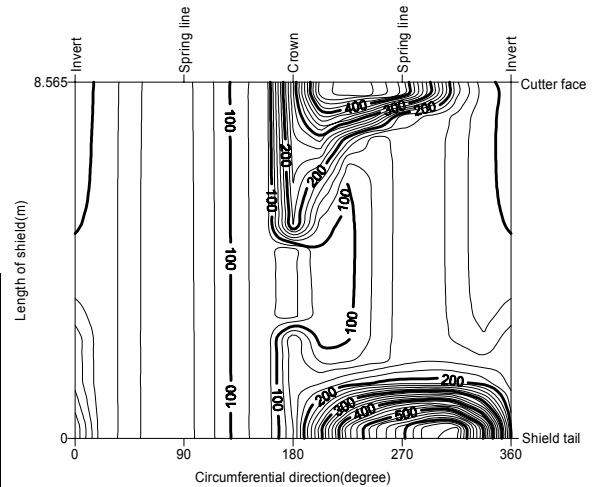 Invert
Spring line
Crown
Spring line
Invert
8.565
Cutter face
400
300
200
100
200
200
100
100
100
Length of shield(m)
100
200
100
100
200
300
400
500
100
0
Shield tail
0
90
180
270
360
Circumferential direction(degree)